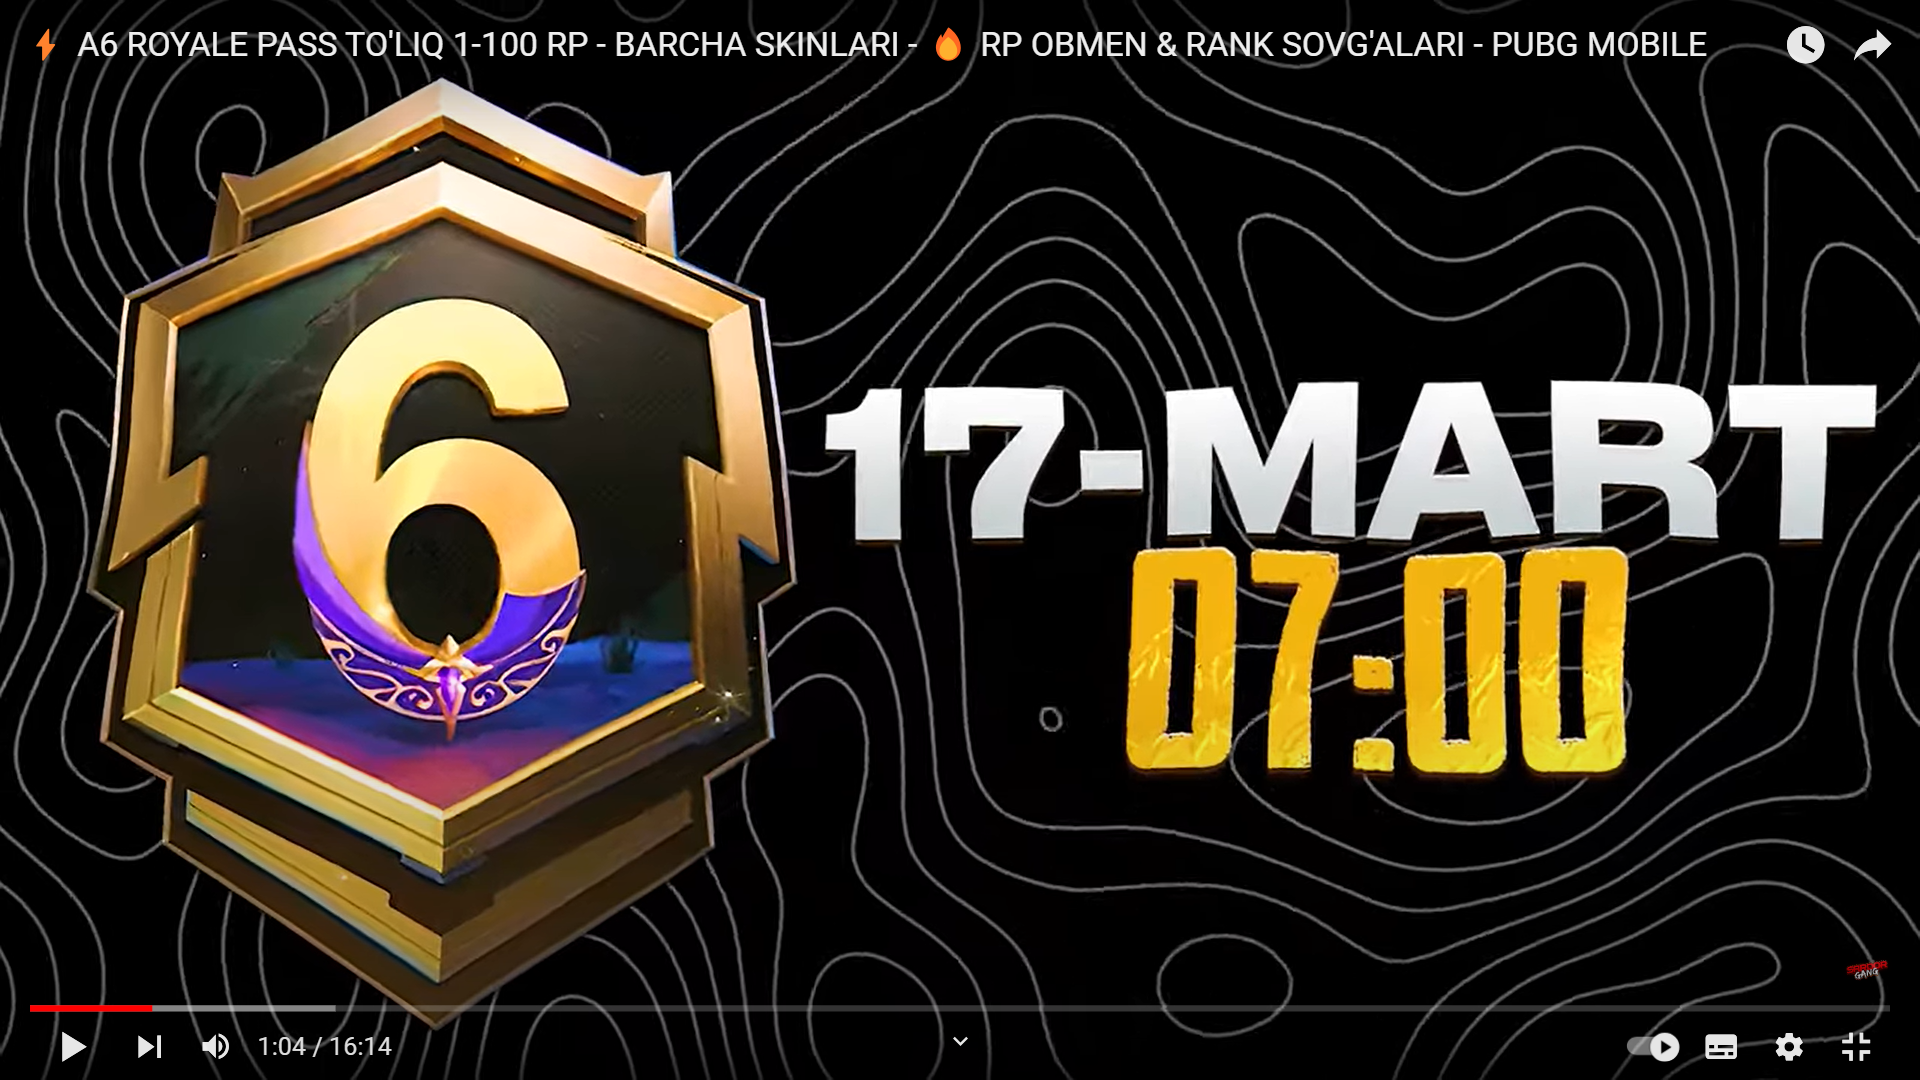 ⚡ A6 ROYALE PASS TO'LIQ 1-100 RP - BARCHA SKINLARI - 🔥 RP OBMEN & RANK SOVG'ALARI - PUBG MOBILE
6
17-MART
07:00
SARDOR
GANG
1:04 / 16:14